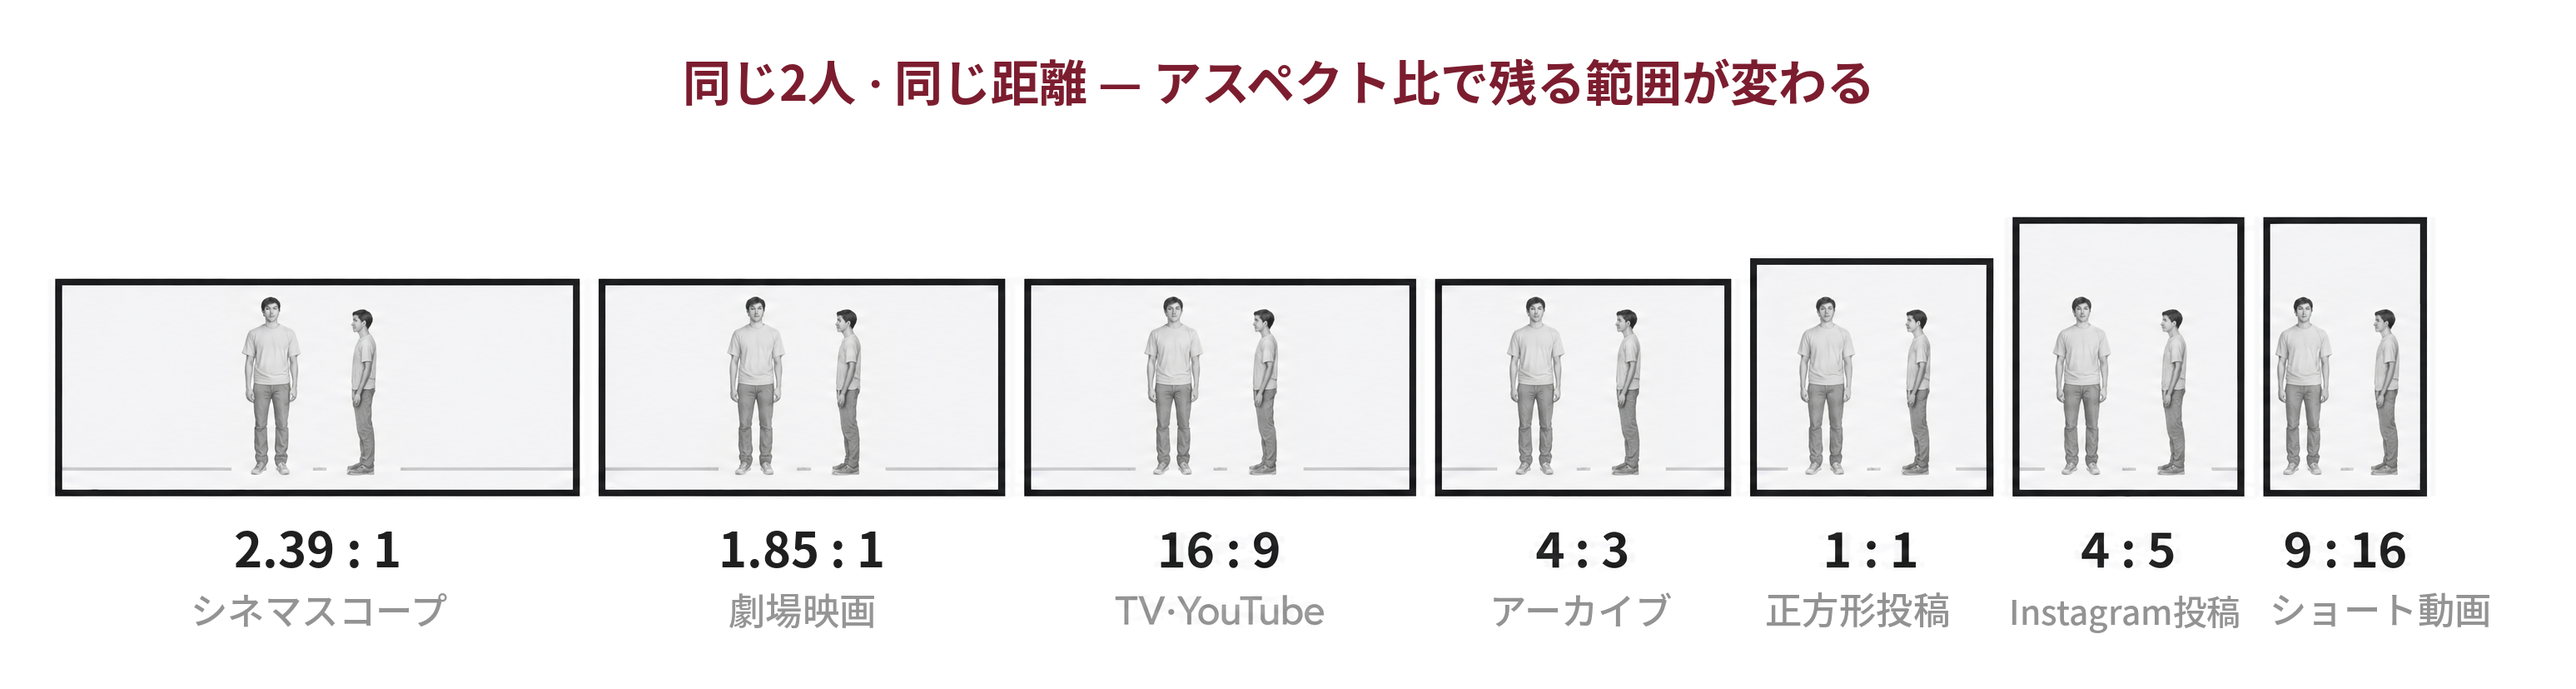 同じ2人・同じ距離 — アスペクト比で残る範囲が変わる
2.39 : 1
シネマスコープ
1.85 : 1
劇場映画
16 : 9
TV·YouTube
4 : 3
アーカイブ
1 : 1
正方形投稿
4 : 5
Instagram投稿
9 : 16
ショート動画